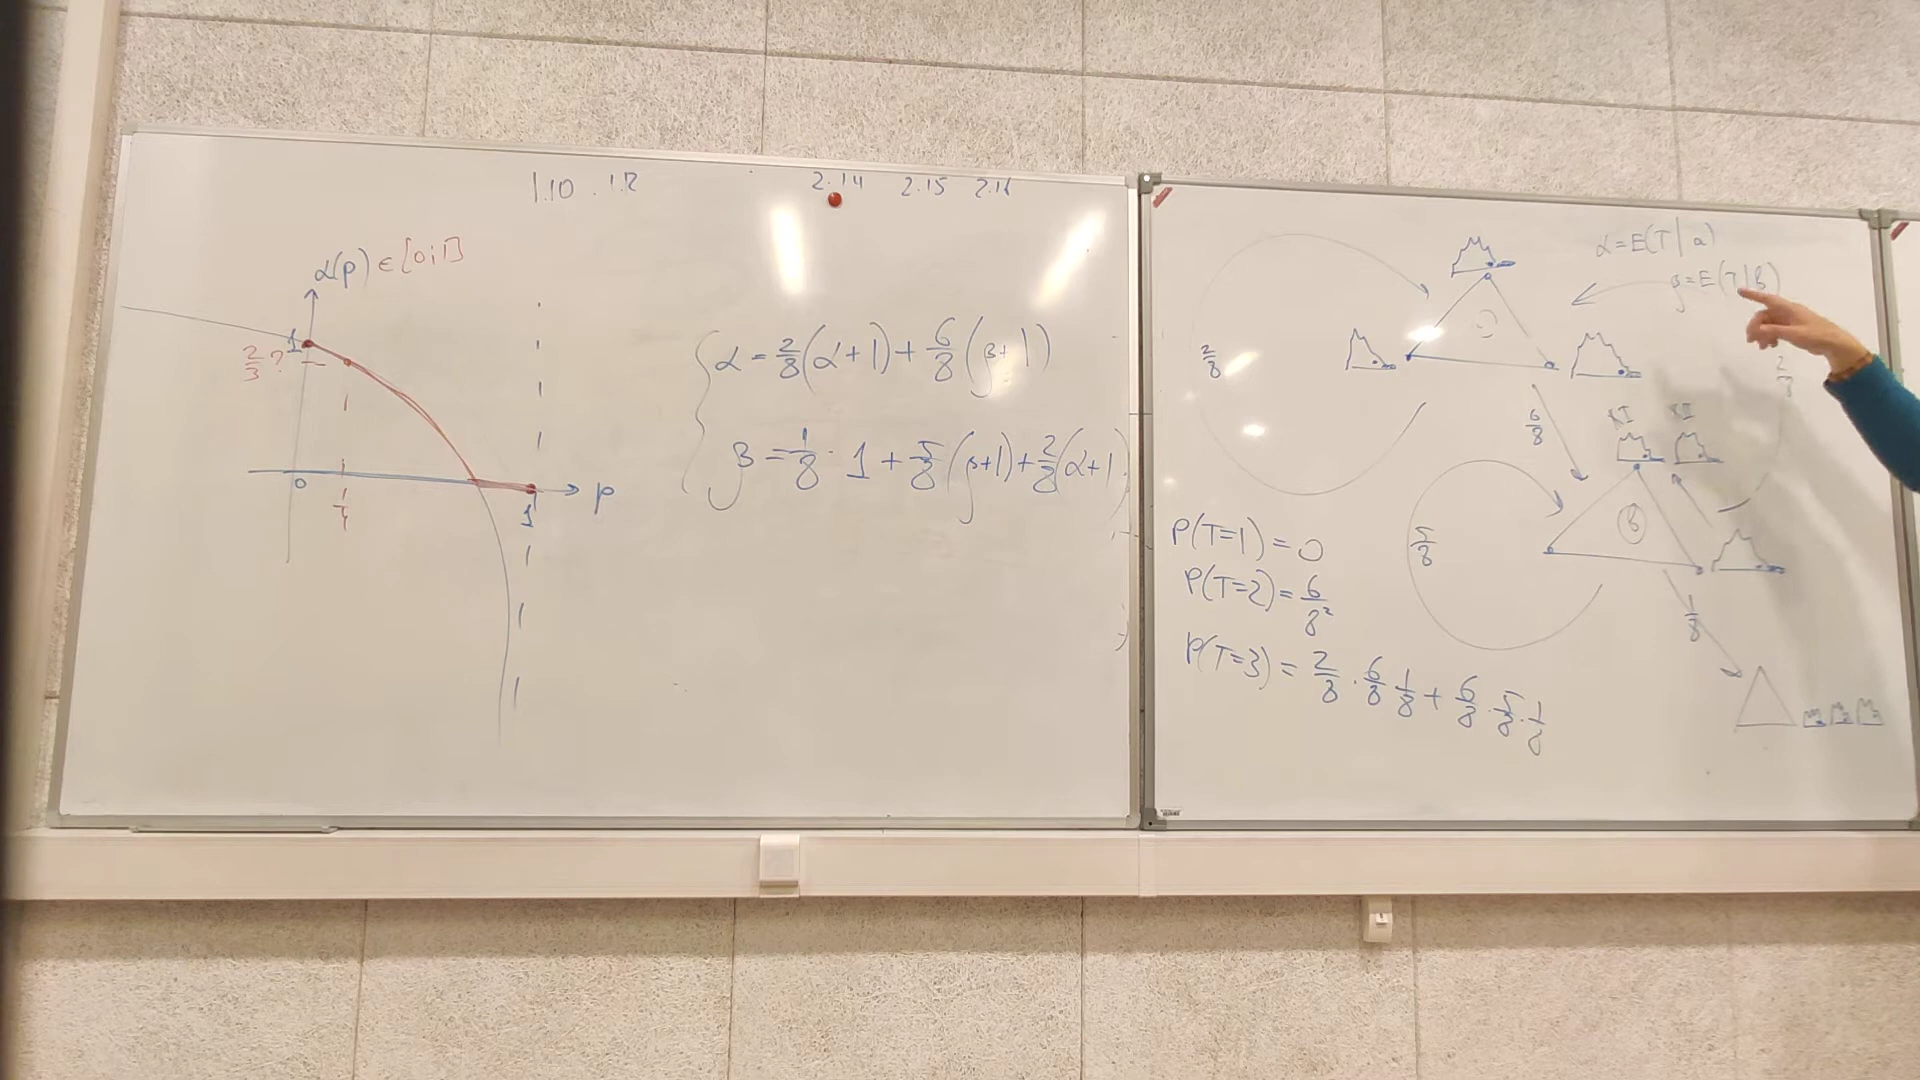 1.10 1.12 2.14 2.15 2.16
α(p) ∈ [0;1]
1
2/3 ?
0
1/4
1
p
α = 2/8 (α+1) + 6/8 (β+1)
β = 1/8 · 1 + 5/8 (β+1) + 2/8 (α+1)
α = E(T|a)
β = E(T|β)
2/8
6/8
2/8
5/8
1/8
P(T=1) = 0
P(T=2) = 6/8²
P(T=3) = 2/8 · 6/8 · 1/8 + 6/8 · 5/8 · 1/8